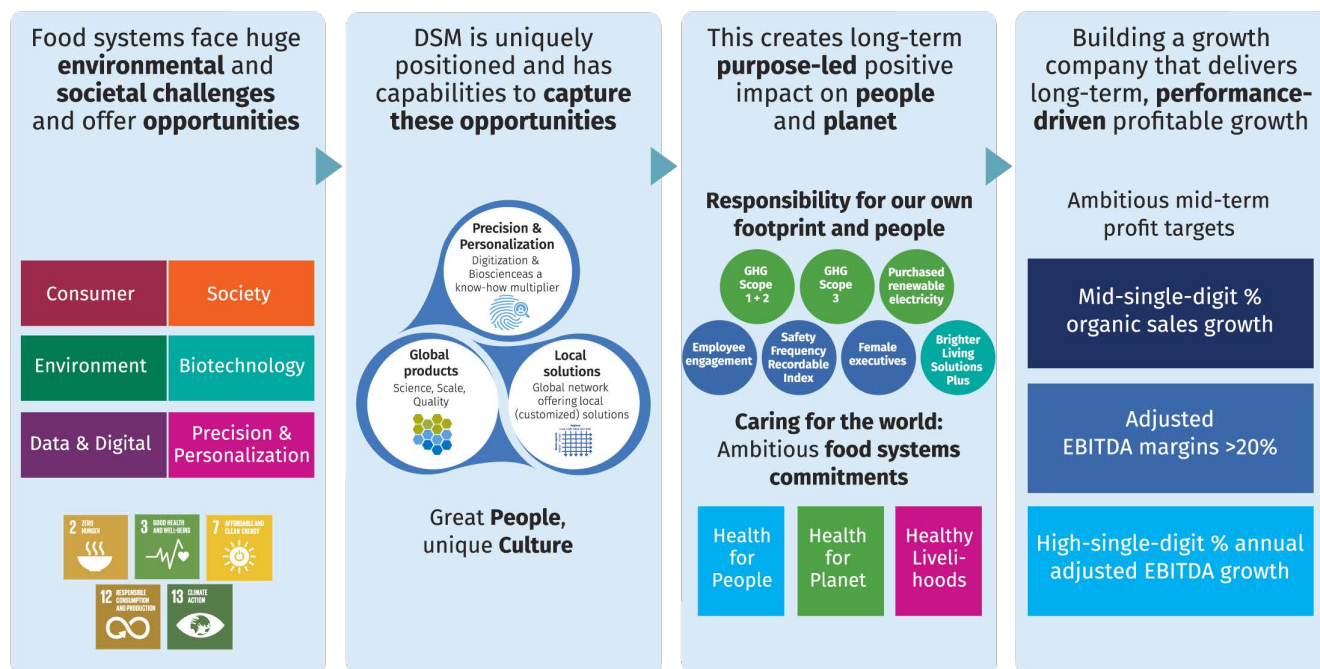 Food systems face huge
environmental and
societal challenges
and offer opportunities
Consumer
Society
Environment
Biotechnology
Data & Digital
Precision &
Personalization
2 ZERO
HUNGER
3 GOOD HEALTH
AND WELL-BEING
7 AFFORDABLE AND
CLEAN ENERGY
12 RESPONSIBLE
CONSUMPTION
AND PRODUCTION
13 CLIMATE
ACTION
DSM is uniquely
positioned and has
capabilities to capture
these opportunities
Precision &
Personalization
Digitization &
Bioscienceas a
know-how multiplier
Global
products
Science, Scale,
Quality
Local
solutions
Global network
offering local
(customized) solutions
Great People,
unique Culture
This creates long-term
purpose-led positive
impact on people
and planet
Responsibility for our own
footprint and people
GHG
Scope
1 + 2
GHG
Scope
3
Purchased
renewable
electricity
Employee
engagement
Safety
Frequency
Recordable
Index
Female
executives
Brighter
Living
Solutions
Plus
Caring for the world:
Ambitious food systems
commitments
Health
for
People
Health
for
Planet
Healthy
Liveli-
hoods
Building a growth
company that delivers
long-term, performance-
driven profitable growth
Ambitious mid-term
profit targets
Mid-single-digit %
organic sales growth
Adjusted
EBITDA margins >20%
High-single-digit % annual
adjusted EBITDA growth